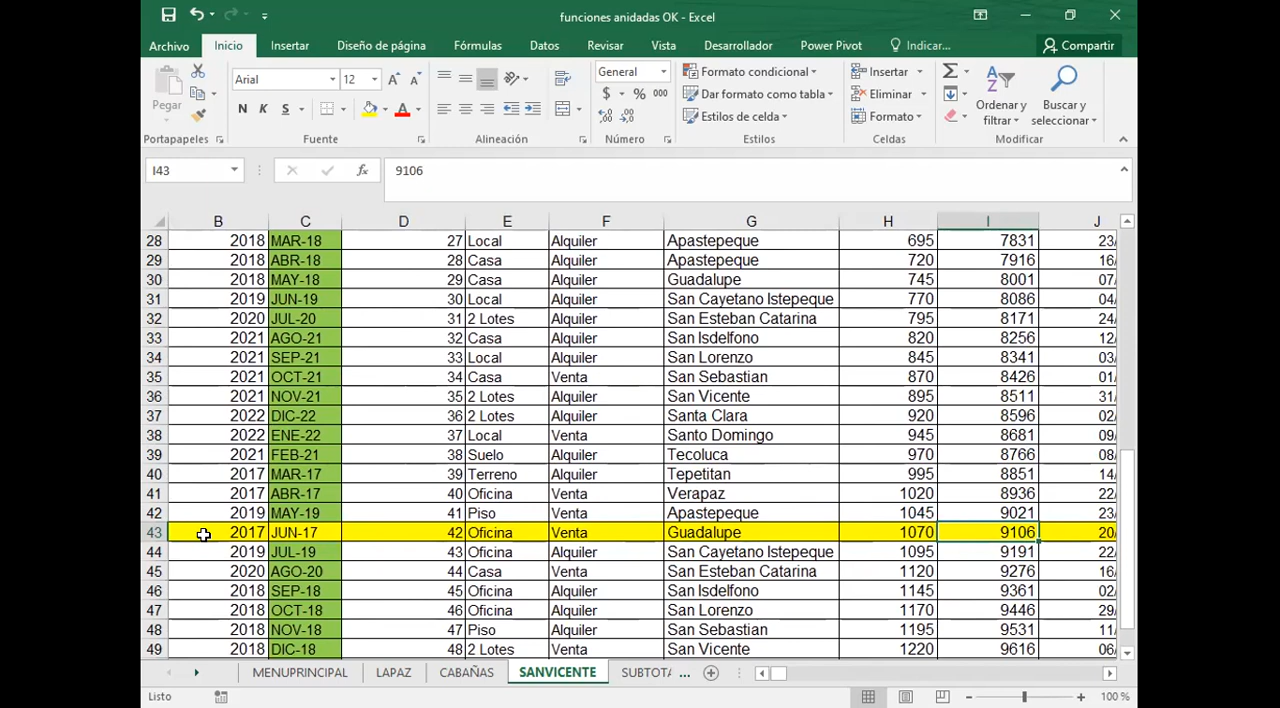 funciones anidadas OK - Excel
Archivo Inicio Insertar Diseño de página Fórmulas Datos Revisar Vista Desarrollador Power Pivot Indicar... Compartir
Pegar
Arial 12
N K S
General
$ % 000
Formato condicional
Dar formato como tabla
Estilos de celda
Insertar
Eliminar
Formato
Ordenar y filtrar
Buscar y seleccionar
Portapapeles Fuente Alineación Número Estilos Celdas Modificar
I43 fx 9106
B C D E F G H I J
28 2018 MAR-18 27 Local Alquiler Apastepeque 695 7831 23/
29 2018 ABR-18 28 Casa Alquiler Apastepeque 720 7916 16/
30 2018 MAY-18 29 Casa Alquiler Guadalupe 745 8001 07/
31 2019 JUN-19 30 Local Alquiler San Cayetano Istepeque 770 8086 04/
32 2020 JUL-20 31 2 Lotes Alquiler San Esteban Catarina 795 8171 24/
33 2021 AGO-21 32 Casa Alquiler San Isdelfono 820 8256 12/
34 2021 SEP-21 33 Local Alquiler San Lorenzo 845 8341 03/
35 2021 OCT-21 34 Casa Venta San Sebastian 870 8426 01/
36 2021 NOV-21 35 2 Lotes Alquiler San Vicente 895 8511 31/
37 2022 DIC-22 36 2 Lotes Alquiler Santa Clara 920 8596 02/
38 2022 ENE-22 37 Local Venta Santo Domingo 945 8681 09/
39 2021 FEB-21 38 Suelo Alquiler Tecoluca 970 8766 08/
40 2017 MAR-17 39 Terreno Alquiler Tepetitan 995 8851 14/
41 2017 ABR-17 40 Oficina Venta Verapaz 1020 8936 22/
42 2019 MAY-19 41 Piso Venta Apastepeque 1045 9021 23/
43 2017 JUN-17 42 Oficina Venta Guadalupe 1070 9106 20/
44 2019 JUL-19 43 Oficina Alquiler San Cayetano Istepeque 1095 9191 22/
45 2020 AGO-20 44 Casa Venta San Esteban Catarina 1120 9276 16/
46 2018 SEP-18 45 Oficina Alquiler San Isdelfono 1145 9361 02/
47 2018 OCT-18 46 Oficina Alquiler San Lorenzo 1170 9446 29/
48 2018 NOV-18 47 Piso Alquiler San Sebastian 1195 9531 11/
49 2018 DIC-18 48 2 Lotes Venta San Vicente 1220 9616 06/
MENUPRINCIPAL LAPAZ CABAÑAS SANVICENTE SUBTOTA ...
Listo 100 %